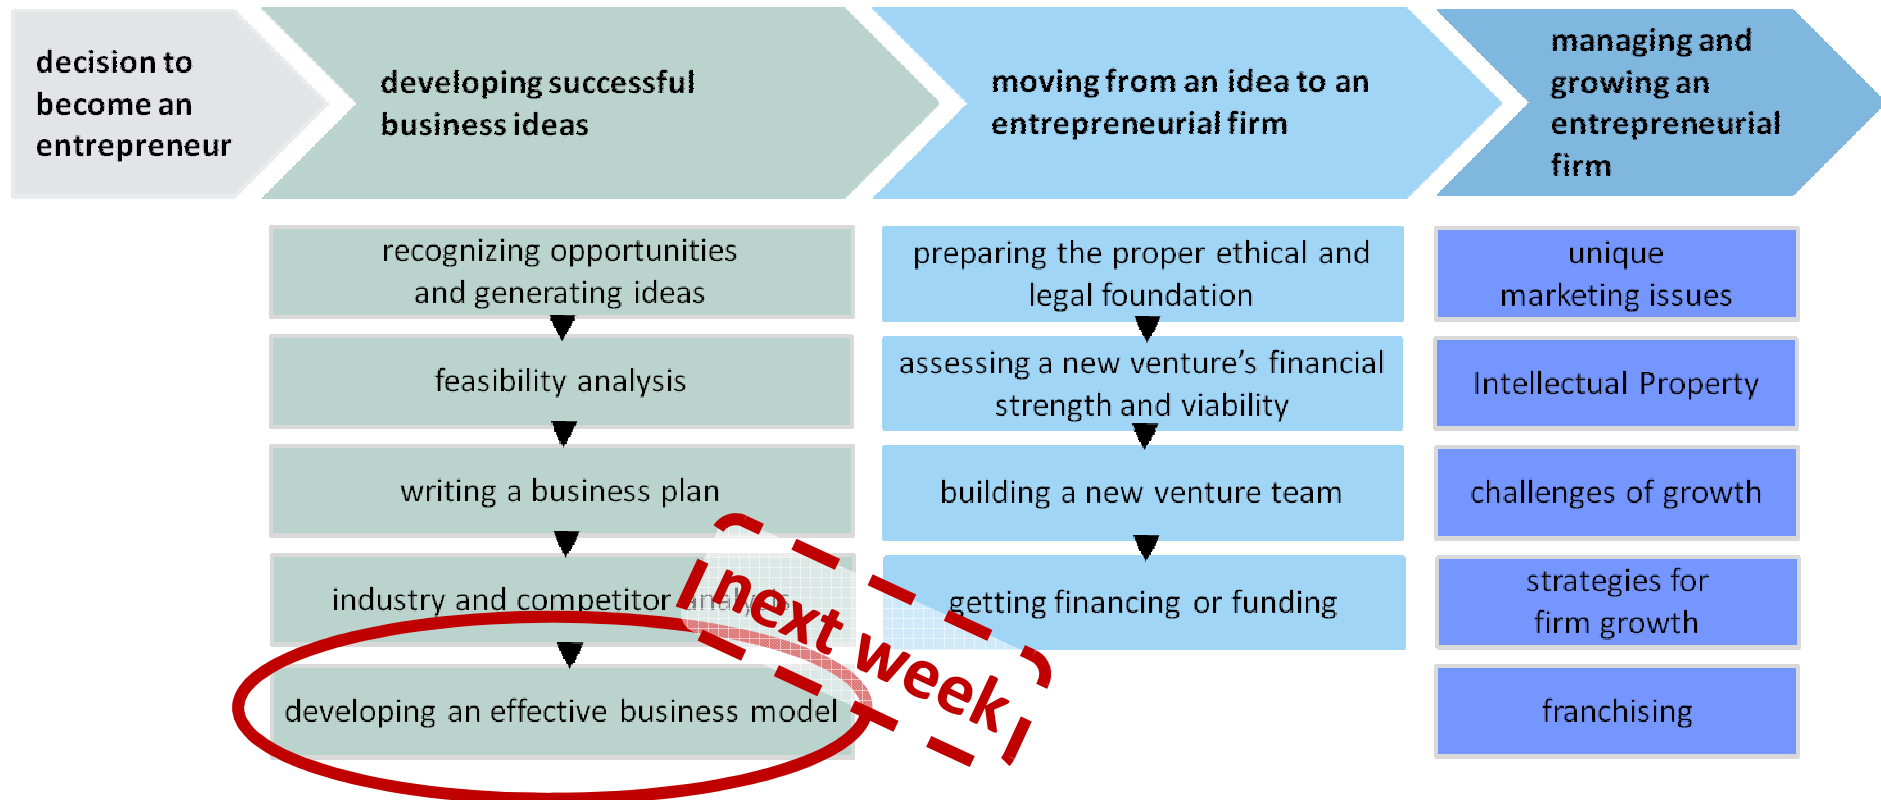 decision to
become an
entrepreneur
developing successful
business ideas
moving from an idea to an
entrepreneurial firm
managing and
growing an
entrepreneurial
firm
recognizing opportunities
and generating ideas
feasibility analysis
writing a business plan
industry and competitor analysis
developing an effective business model
preparing the proper ethical and
legal foundation
assessing a new venture’s financial
strength and viability
building a new venture team
getting financing or funding
unique
marketing issues
Intellectual Property
challenges of growth
strategies for
firm growth
franchising
next week